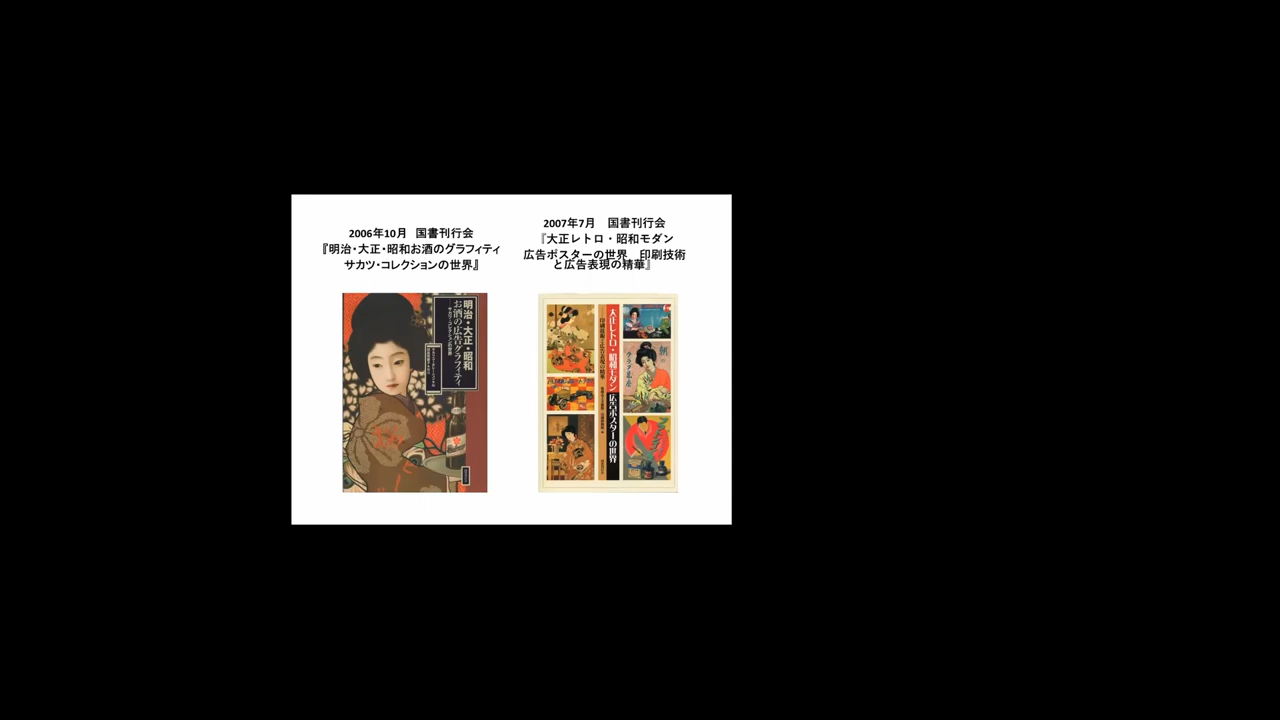 2006年10月　国書刊行会
『明治・大正・昭和お酒のグラフィティ
サカツ・コレクションの世界』
2007年7月　国書刊行会
『大正レトロ・昭和モダン
広告ポスターの世界　印刷技術
と広告表現の精華』
明治・大正・昭和
お酒の広告グラフィティ
大正レトロ・昭和モダン 広告ポスターの世界